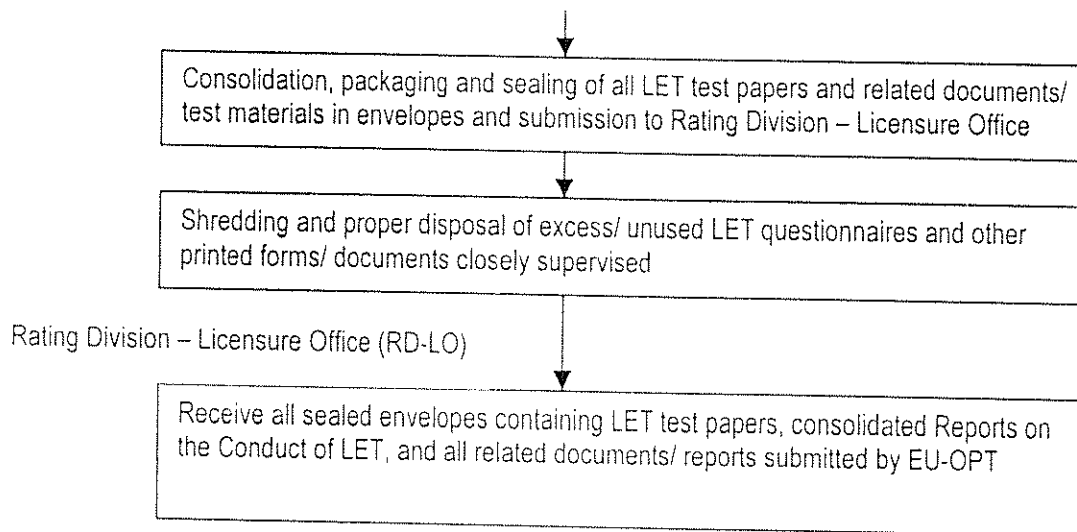 Consolidation, packaging and sealing of all LET test papers and related documents/
test materials in envelopes and submission to Rating Division – Licensure Office
Shredding and proper disposal of excess/ unused LET questionnaires and other
printed forms/ documents closely supervised
Rating Division – Licensure Office (RD-LO)
Receive all sealed envelopes containing LET test papers, consolidated Reports on
the Conduct of LET, and all related documents/ reports submitted by EU-OPT